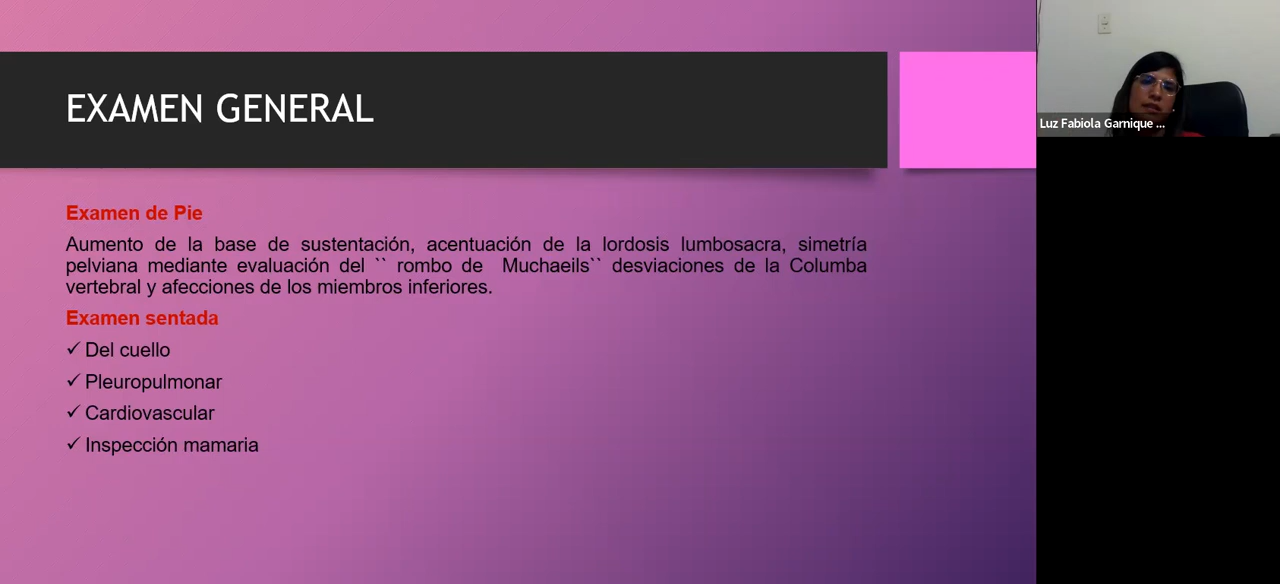 EXAMEN GENERAL
Luz Fabiola Garnique ...
Examen de Pie
Aumento de la base de sustentación, acentuación de la lordosis lumbosacra, simetría
pelviana mediante evaluación del `` rombo de Muchaeils`` desviaciones de la Columba
vertebral y afecciones de los miembros inferiores.
Examen sentada
✓ Del cuello
✓ Pleuropulmonar
✓ Cardiovascular
✓ Inspección mamaria